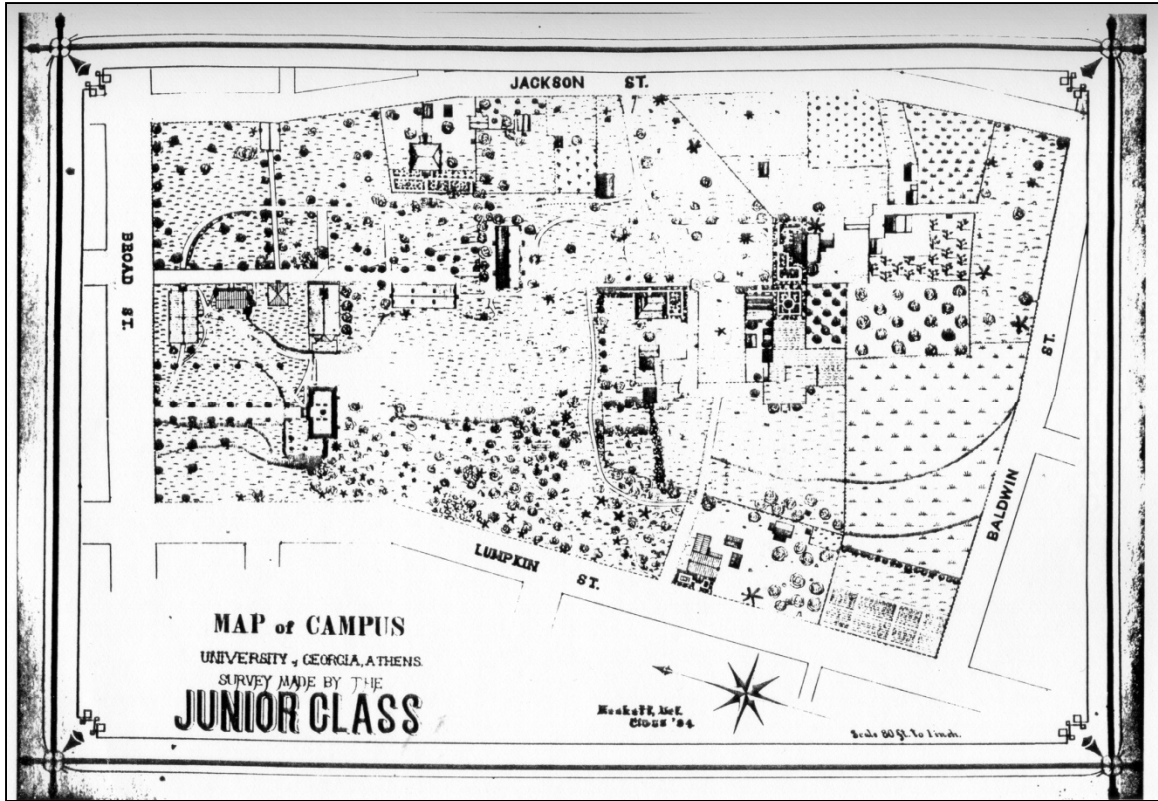 JACKSON ST.
BROAD ST.
BALDWIN ST.
LUMPKIN ST.
MAP of CAMPUS
UNIVERSITY of GEORGIA, ATHENS.
SURVEY MADE BY THE
JUNIOR CLASS
Class '84.
Scale 80 ft. to 1 inch.